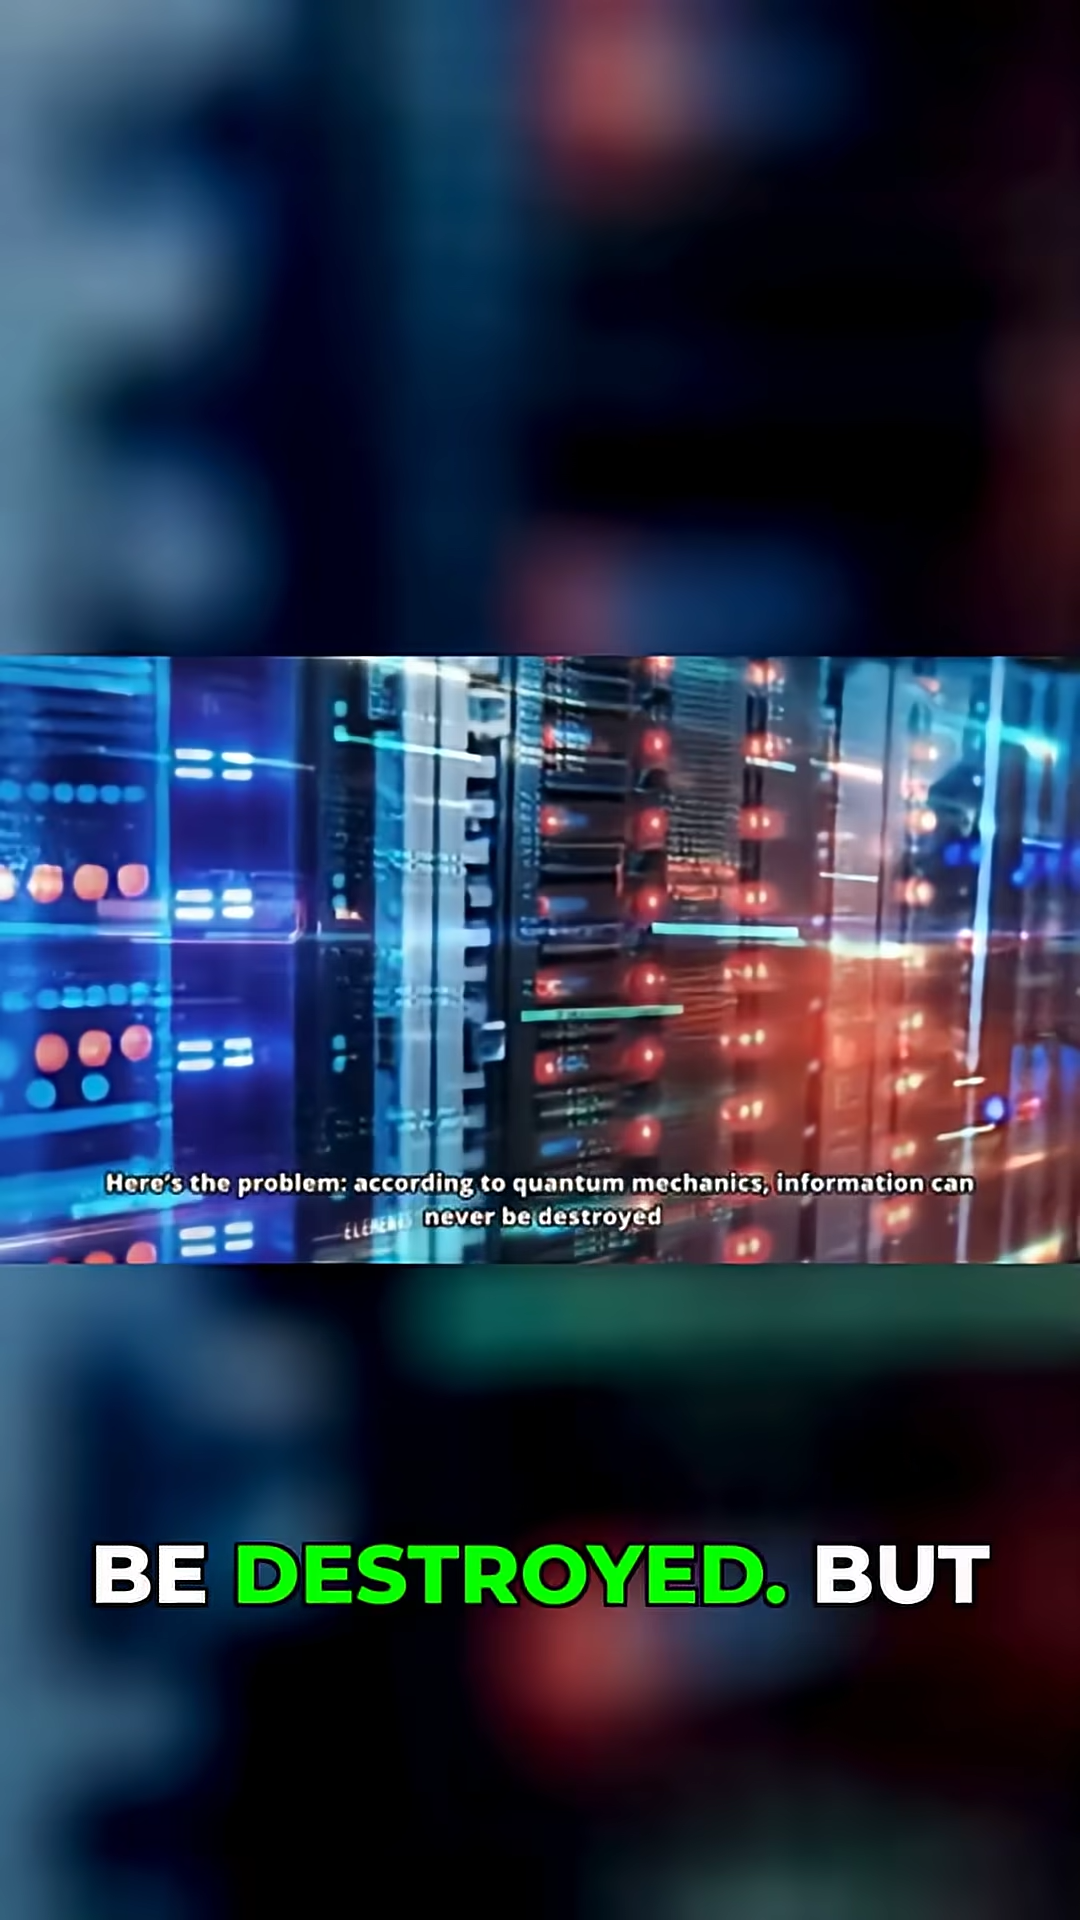 Here's the problem: according to quantum mechanics, information can
never be destroyed
BE DESTROYED. BUT